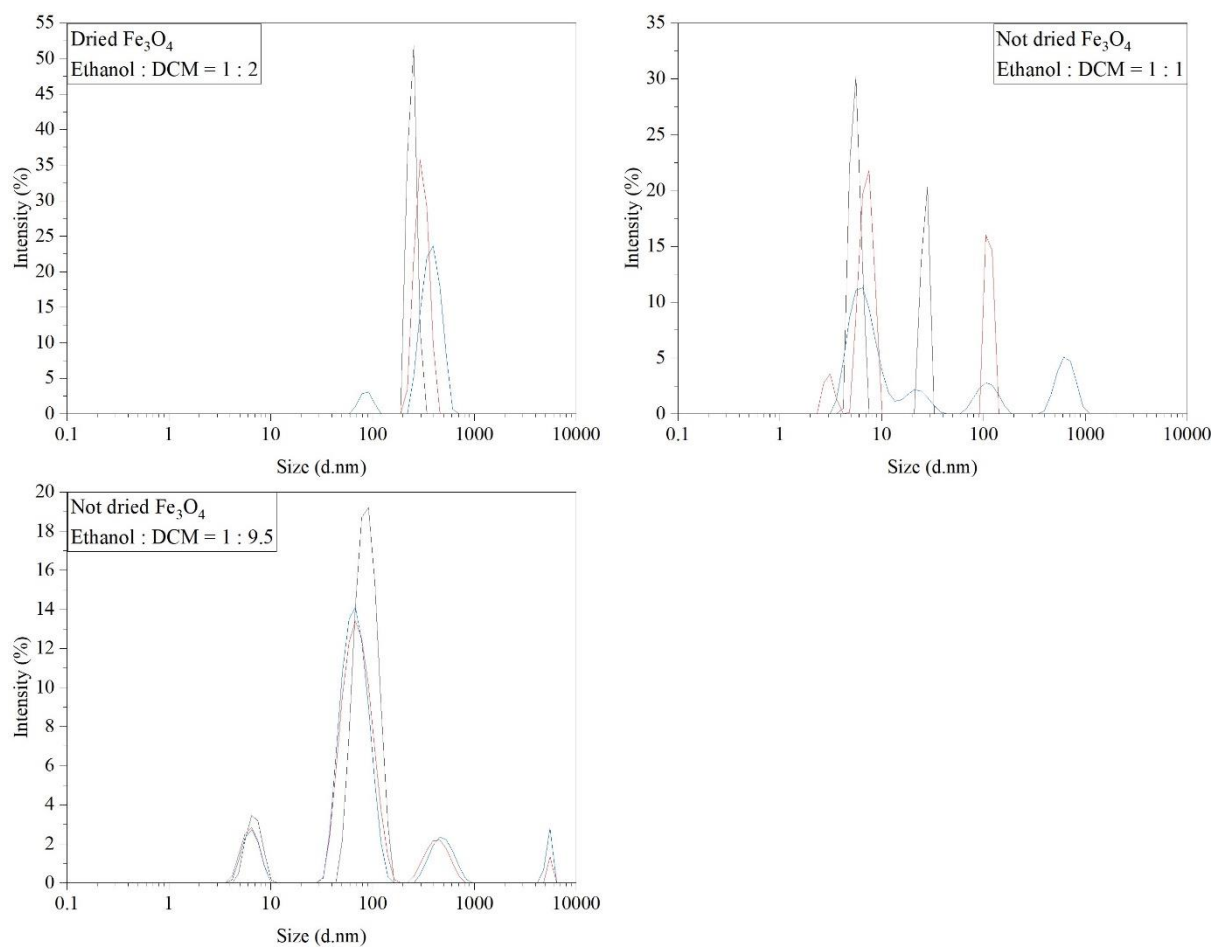 55
50
45
40
35
30
25
20
15
10
5
0
Intensity (%)
Dried Fe₃O₄
Ethanol : DCM = 1 : 2
0.1 1 10 100 1000 10000
Size (d.nm)
35
30
25
20
15
10
5
0
Intensity (%)
Not dried Fe₃O₄
Ethanol : DCM = 1 : 1
0.1 1 10 100 1000 10000
Size (d.nm)
20
18
16
14
12
10
8
6
4
2
0
Intensity (%)
Not dried Fe₃O₄
Ethanol : DCM = 1 : 9.5
0.1 1 10 100 1000 10000
Size (d.nm)